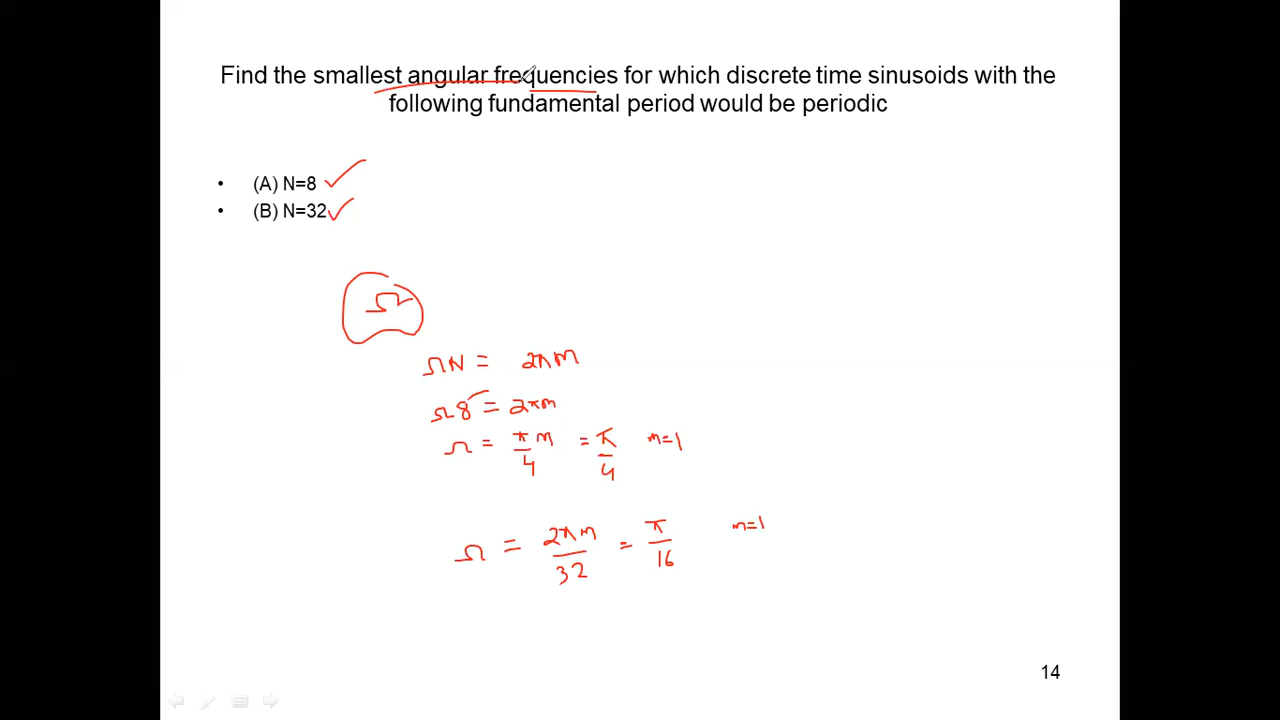 Find the smallest angular frequencies for which discrete time sinusoids with the
following fundamental period would be periodic
• (A) N=8
• (B) N=32
Ω
ΩN = 2πm
Ω8 = 2πm
Ω = π/4 m = π/4 m=1
Ω = 2πm/32 = π/16 m=1
14